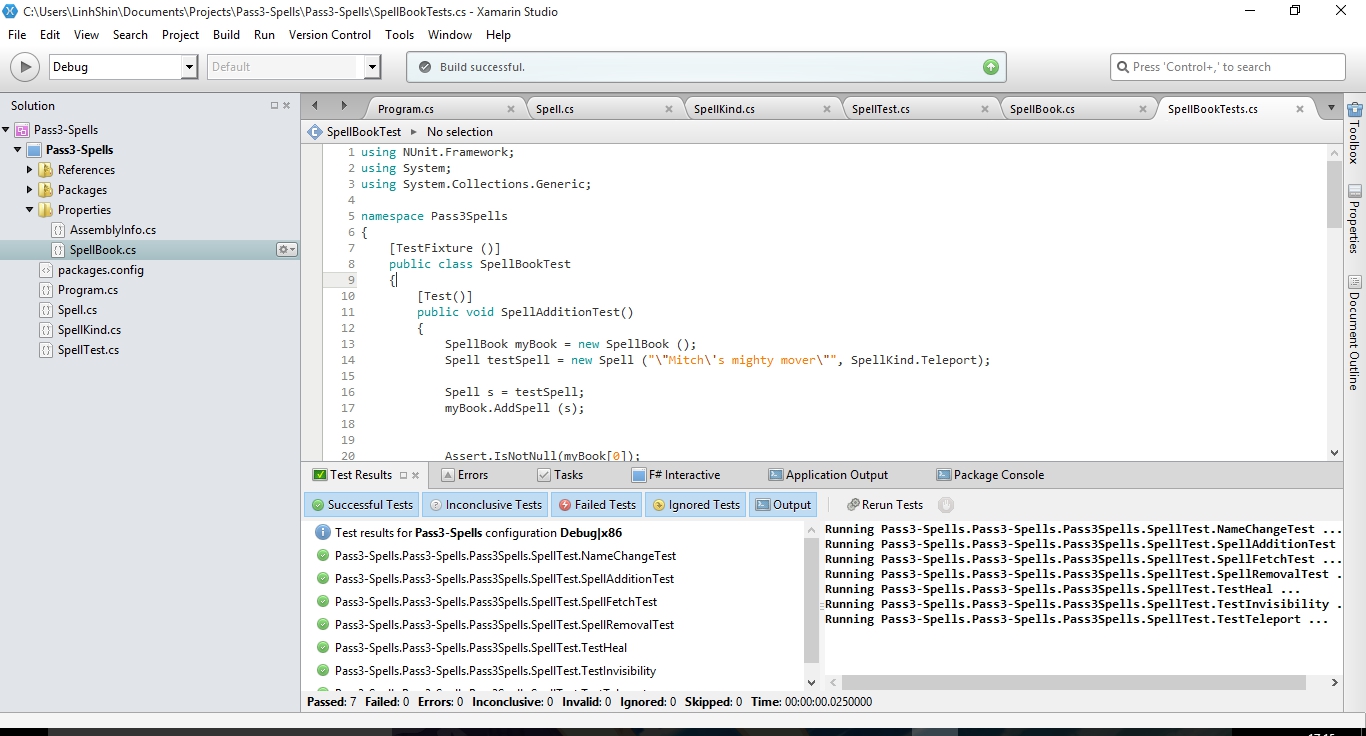 C:\Users\LinhShin\Documents\Projects\Pass3-Spells\Pass3-Spells\SpellBookTests.cs - Xamarin Studio
File Edit View Search Project Build Run Version Control Tools Window Help
Debug Default Build successful. Press 'Control+,' to search
Solution
Pass3-Spells
Pass3-Spells
References
Packages
Properties
AssemblyInfo.cs
SpellBook.cs
packages.config
Program.cs
Spell.cs
SpellKind.cs
SpellTest.cs
Program.cs Spell.cs SpellKind.cs SpellTest.cs SpellBook.cs SpellBookTests.cs
SpellBookTest No selection
1 using NUnit.Framework;
2 using System;
3 using System.Collections.Generic;
4
5 namespace Pass3Spells
6 {
7 [TestFixture ()]
8 public class SpellBookTest
9 {
10 [Test()]
11 public void SpellAdditionTest()
12 {
13 SpellBook myBook = new SpellBook ();
14 Spell testSpell = new Spell ("\"Mitch\'s mighty mover\"", SpellKind.Teleport);
15
16 Spell s = testSpell;
17 myBook.AddSpell (s);
18
19
20 Assert.IsNotNull(myBook[0]);
Toolbox
Properties
Document Outline
Test Results Errors Tasks F# Interactive Application Output Package Console
Successful Tests Inconclusive Tests Failed Tests Ignored Tests Output Rerun Tests
Test results for Pass3-Spells configuration Debug|x86
Pass3-Spells.Pass3-Spells.Pass3Spells.SpellTest.NameChangeTest
Pass3-Spells.Pass3-Spells.Pass3Spells.SpellTest.SpellAdditionTest
Pass3-Spells.Pass3-Spells.Pass3Spells.SpellTest.SpellFetchTest
Pass3-Spells.Pass3-Spells.Pass3Spells.SpellTest.SpellRemovalTest
Pass3-Spells.Pass3-Spells.Pass3Spells.SpellTest.TestHeal
Pass3-Spells.Pass3-Spells.Pass3Spells.SpellTest.TestInvisibility
Running Pass3-Spells.Pass3-Spells.Pass3Spells.SpellTest.NameChangeTest ...
Running Pass3-Spells.Pass3-Spells.Pass3Spells.SpellTest.SpellAdditionTest
Running Pass3-Spells.Pass3-Spells.Pass3Spells.SpellTest.SpellFetchTest ...
Running Pass3-Spells.Pass3-Spells.Pass3Spells.SpellTest.SpellRemovalTest .
Running Pass3-Spells.Pass3-Spells.Pass3Spells.SpellTest.TestHeal ...
Running Pass3-Spells.Pass3-Spells.Pass3Spells.SpellTest.TestInvisibility .
Running Pass3-Spells.Pass3-Spells.Pass3Spells.SpellTest.TestTeleport ...
Passed: 7 Failed: 0 Errors: 0 Inconclusive: 0 Invalid: 0 Ignored: 0 Skipped: 0 Time: 00:00:00.0250000